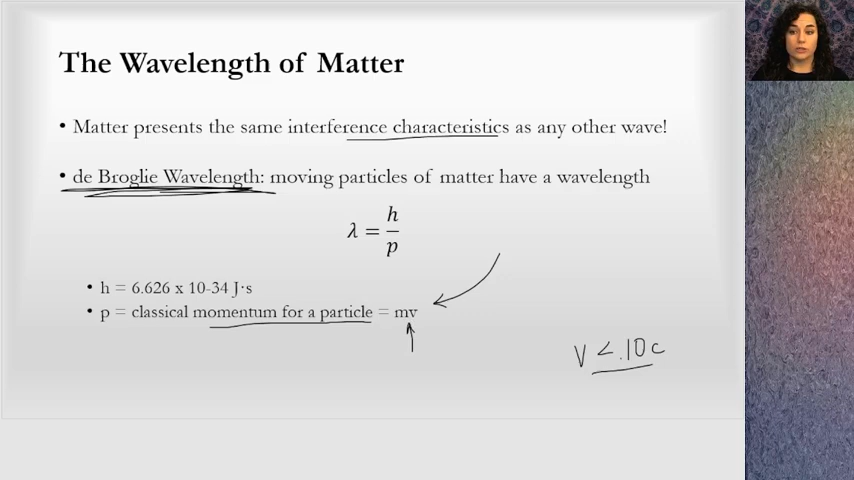 The Wavelength of Matter
• Matter presents the same interference characteristics as any other wave!
• de Broglie Wavelength: moving particles of matter have a wavelength
λ = h/p
• h = 6.626 x 10-34 J·s
• p = classical momentum for a particle = mv
V < .10c